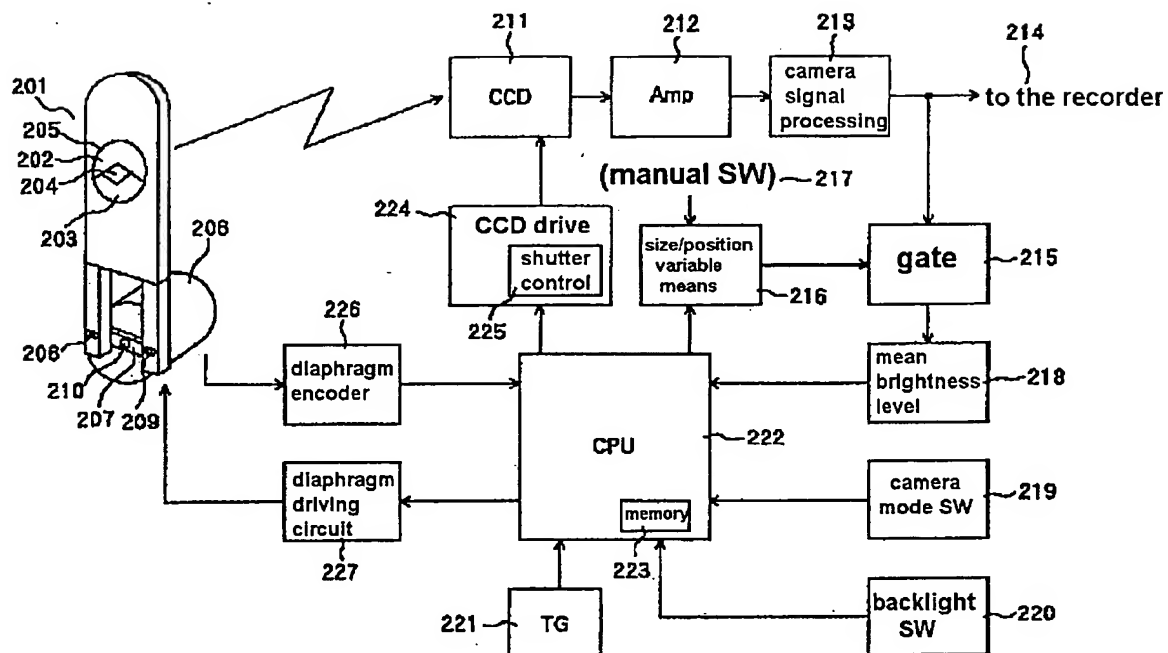 211
212
213
214
201
205
202
204
203
CCD
Amp
camera
signal
processing
to the recorder
(manual SW)
217
224
CCD drive
shutter
control
225
size/position
variable
means
216
gate
215
206
208
210
207
209
226
diaphragm
encoder
mean
brightness
level
218
CPU
222
memory
223
diaphragm
driving
circuit
227
camera
mode SW
219
221
TG
backlight
SW
220